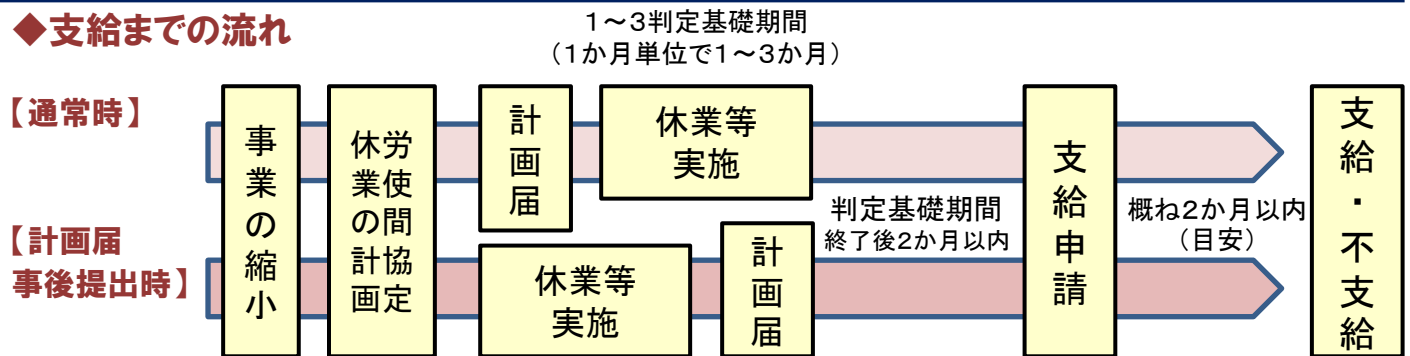 ◆支給までの流れ
1～3判定基礎期間
（1か月単位で1～3か月）
【通常時】
【計画届
事後提出時】
事業の縮小
労使間協定
休業の計画
計画届
休業等
実施
休業等
実施
計画届
判定基礎期間
終了後2か月以内
支給申請
概ね2か月以内
（目安）
支給・不支給